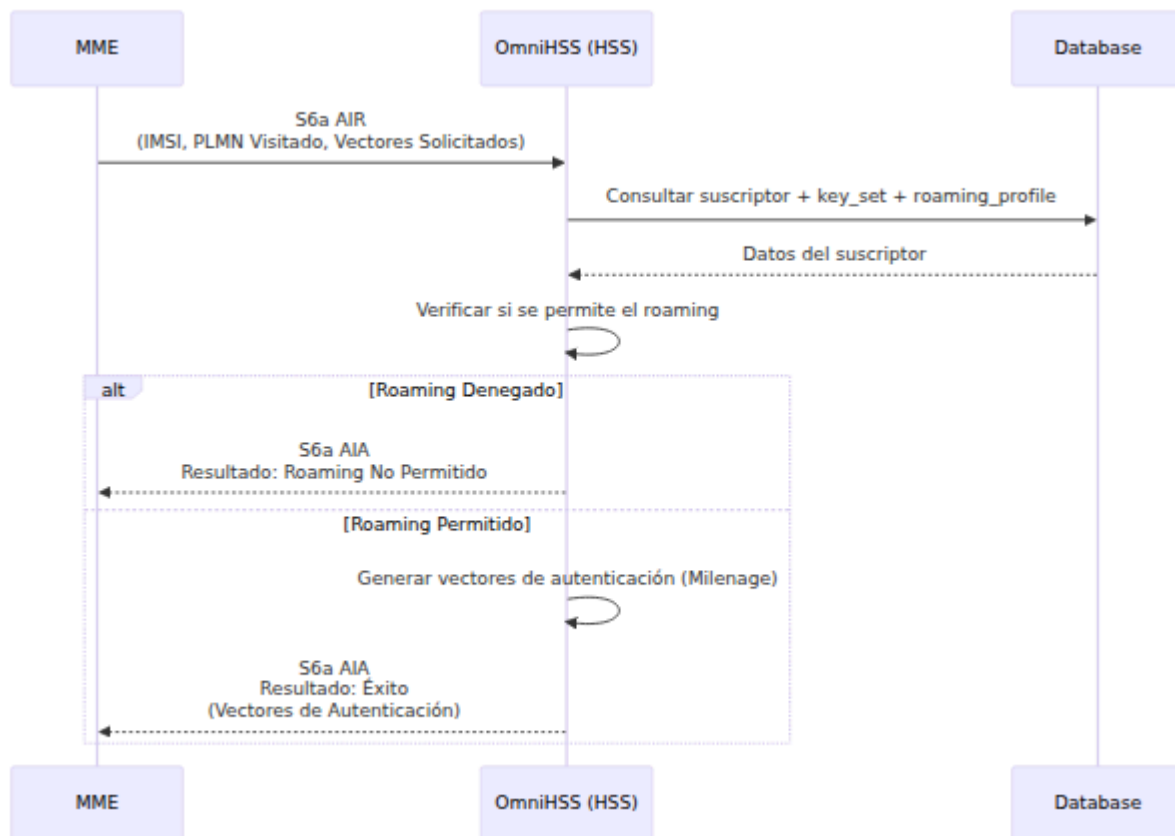 MME
OmniHSS (HSS)
Database
S6a AIR
(IMSI, PLMN Visitado, Vectores Solicitados)
Consultar suscriptor + key_set + roaming_profile
Datos del suscriptor
Verificar si se permite el roaming
alt
[Roaming Denegado]
S6a AIA
Resultado: Roaming No Permitido
[Roaming Permitido]
Generar vectores de autenticación (Milenage)
S6a AIA
Resultado: Éxito
(Vectores de Autenticación)
MME
OmniHSS (HSS)
Database